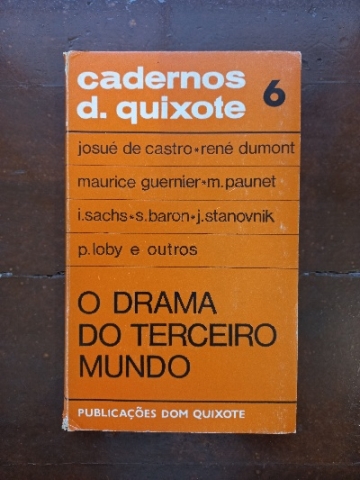 cadernos
d. quixote 6
josué de castro•rené dumont
maurice guernier•m.paunet
i.sachs•s.baron•j.stanovnik
p.loby e outros
O DRAMA
DO TERCEIRO
MUNDO
PUBLICAÇÕES DOM QUIXOTE